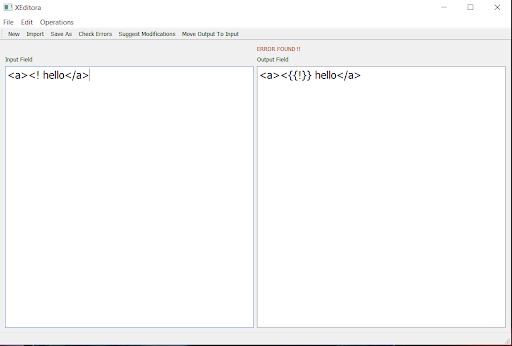 XEditora
File Edit Operations
New Import Save As Check Errors Suggest Modifications Move Output To Input
ERROR FOUND !!
Input Field Output Field
<a><! hello</a> <a><{{!}} hello</a>